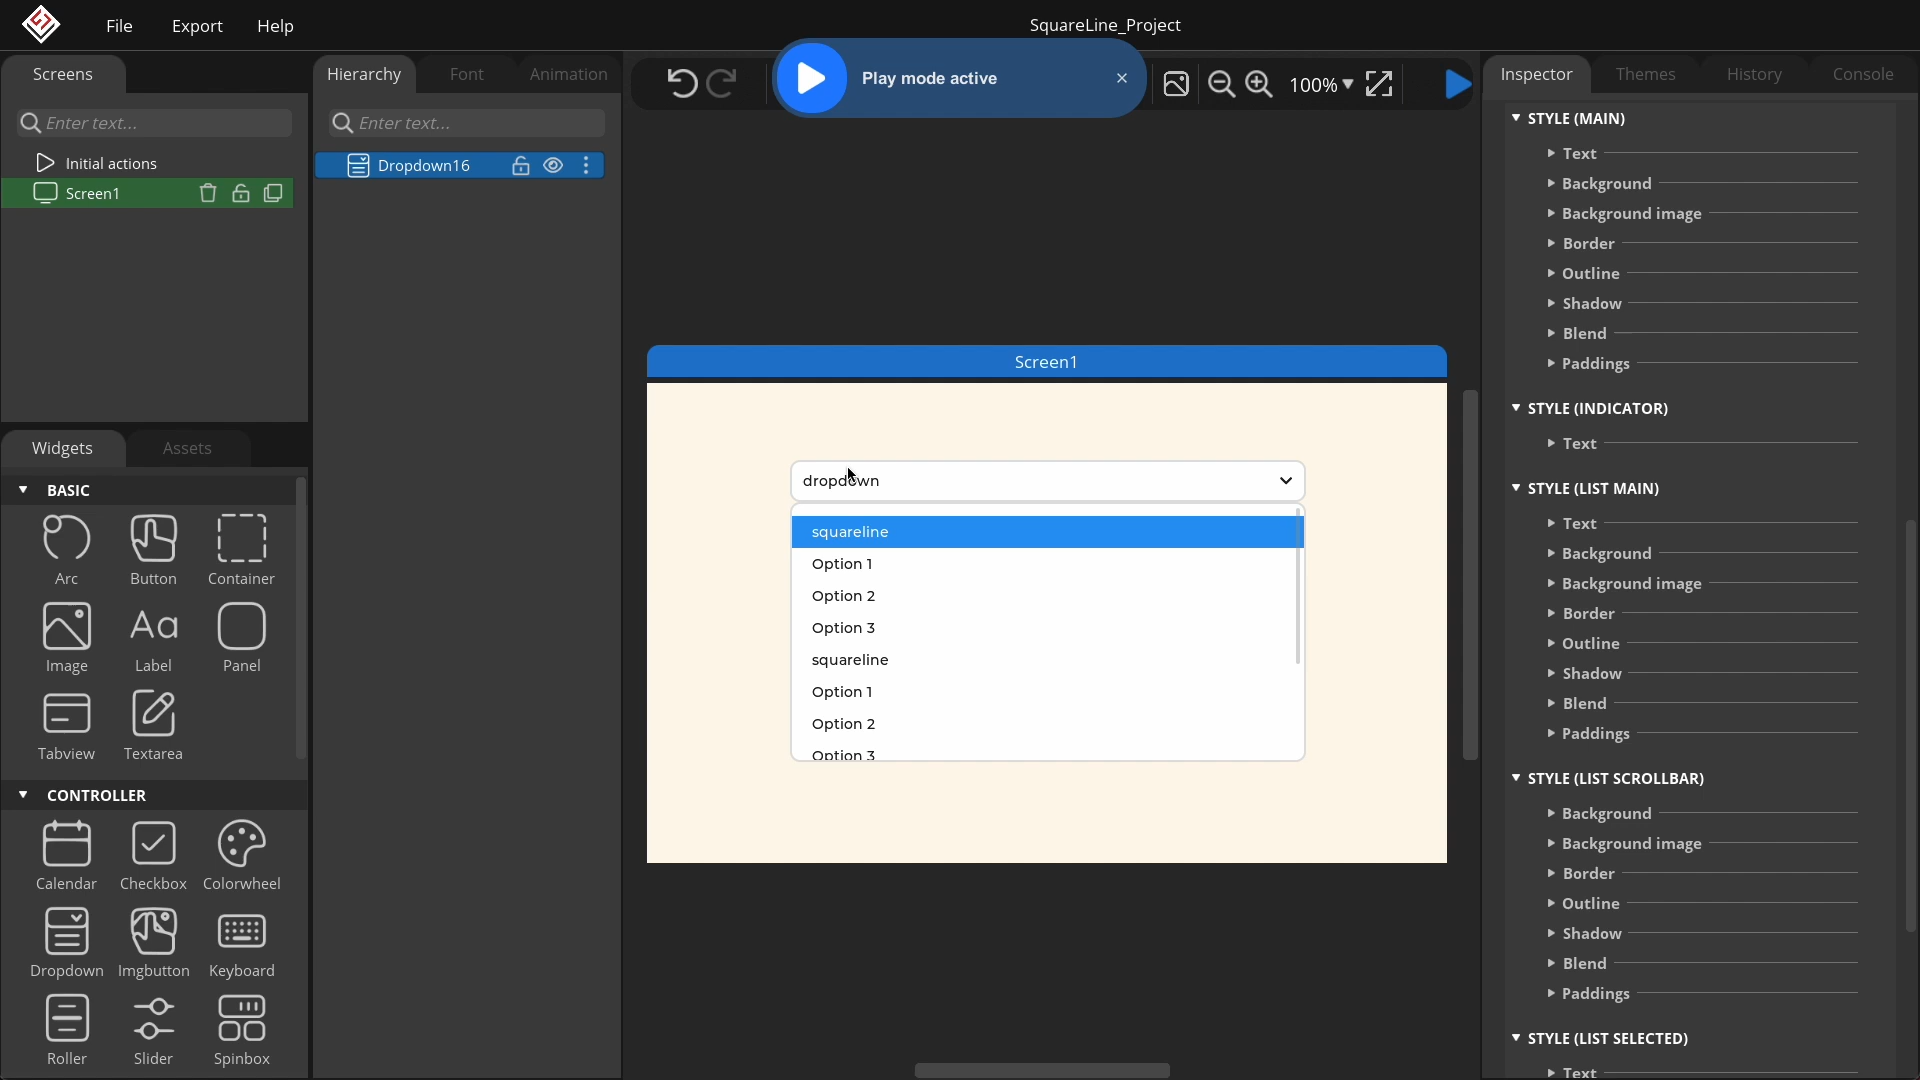 File Export Help SquareLine_Project
Screens
Enter text...
Initial actions
Screen1
Hierarchy Font Animation
Enter text...
Dropdown16
Play mode active
100%
Screen1
dropdown
squareline
Option 1
Option 2
Option 3
squareline
Option 1
Option 2
Option 3
Widgets Assets
BASIC
Arc Button Container
Image Label Panel
Tabview Textarea
CONTROLLER
Calendar Checkbox Colorwheel
Dropdown Imgbutton Keyboard
Roller Slider Spinbox
Inspector Themes History Console
STYLE (MAIN)
Text
Background
Background image
Border
Outline
Shadow
Blend
Paddings
STYLE (INDICATOR)
Text
STYLE (LIST MAIN)
Text
Background
Background image
Border
Outline
Shadow
Blend
Paddings
STYLE (LIST SCROLLBAR)
Background
Background image
Border
Outline
Shadow
Blend
Paddings
STYLE (LIST SELECTED)
Text